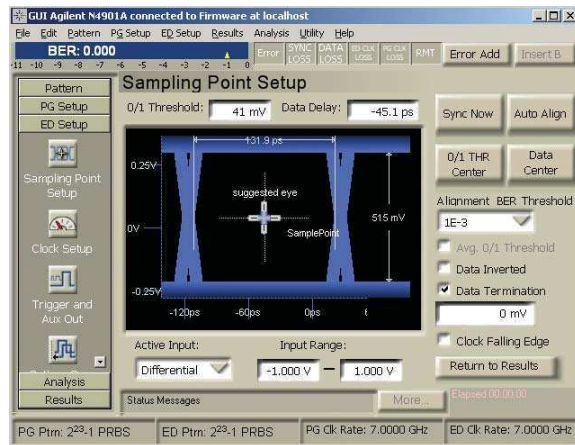 GUI Agilent N4901A connected to Firmware at localhost
File Edit Pattern PG Setup ED Setup Results Analysis Utility Help
BER: 0.000
-11 -10 -9 -8 -7 -6 -5 -4 -3 -2 -1 0
Error
SYNC LOSS
DATA LOSS
ED CLK LOSS
PG CLK LOSS
RMT
Error Add
Insert B
Pattern
PG Setup
ED Setup
Sampling Point Setup
Clock Setup
Trigger and Aux Out
Analysis
Results
Sampling Point Setup
0/1 Threshold: 41 mV
Data Delay: -45.1 ps
131.9 ps
0.25V
0V
-0.25V
suggested eye
SamplePoint
515 mV
-120ps -60ps 0ps
Active Input:
Differential
Input Range:
-1.000 V — 1.000 V
Status Messages
More...
Sync Now
Auto Align
0/1 THR Center
Data Center
Alignment BER Threshold
1E-3
Avg. 0/1 Threshold
Data Inverted
Data Termination
0 mV
Clock Falling Edge
Return to Results
Elapsed 00:00:00
PG Ptrn: 2²³-1 PRBS
ED Ptrn: 2²³-1 PRBS
PG Clk Rate: 7.0000 GHz
ED Clk Rate: 7.0000 GHz